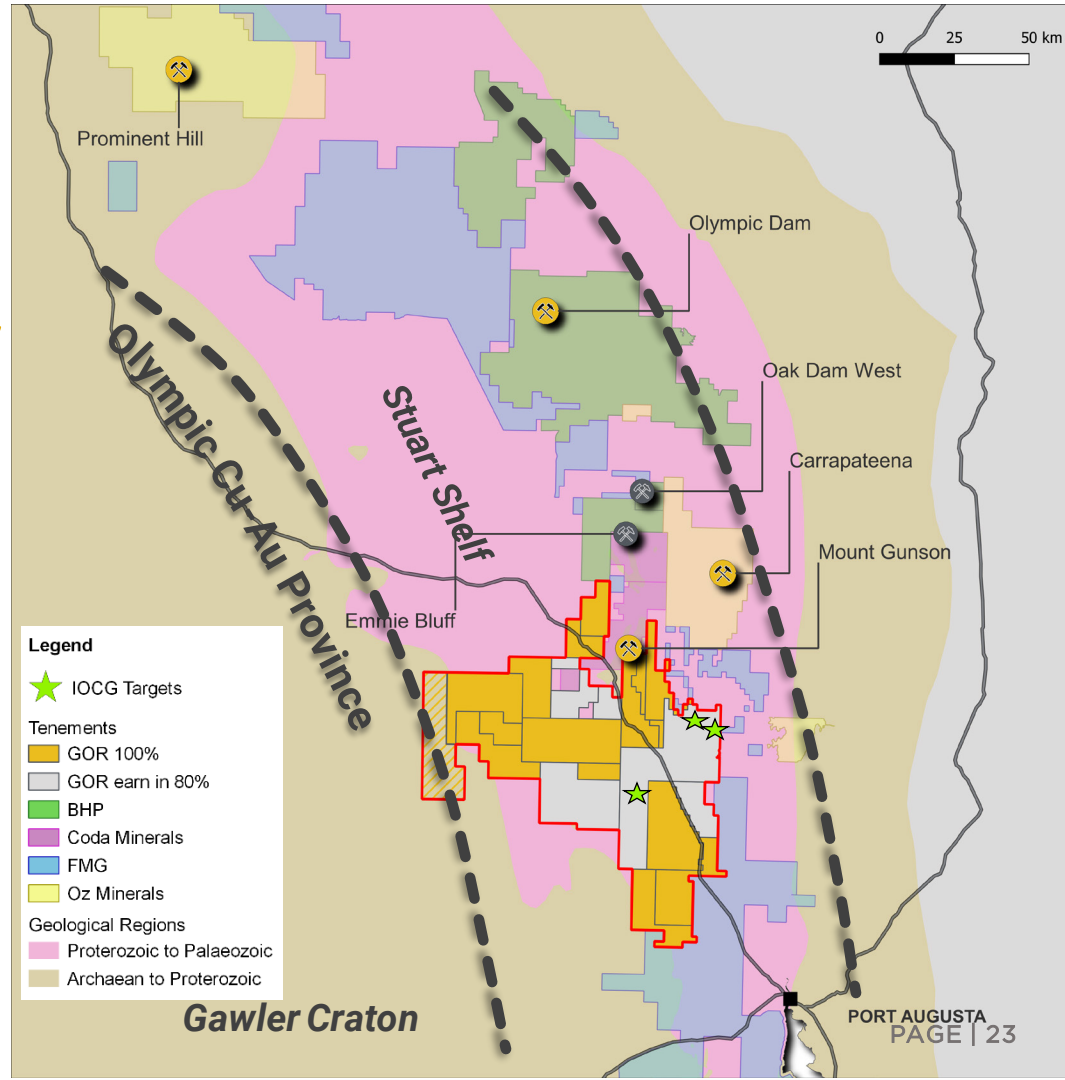 0 25 50 km
Prominent Hill
Olympic Dam
Oak Dam West
Carrapateena
Mount Gunson
Emmie Bluff
Olympic Cu-Au Province
Stuart Shelf
Legend
IOCG Targets
Tenements
GOR 100%
GOR earn in 80%
BHP
Coda Minerals
FMG
Oz Minerals
Geological Regions
Proterozoic to Palaeozoic
Archaean to Proterozoic
Gawler Craton
PORT AUGUSTA
PAGE | 23